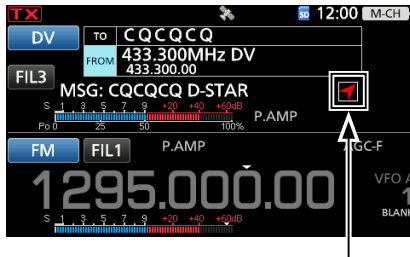 TX 12:00 M-CH
DV TO CQCQCQ
FROM 433.300MHz DV
433.300.00
FIL3
MSG: CQCQCQ D-STAR
S 1 3 5 7 9 +20 +40 +60dB
P.AMP
Po 0 25 50 100%
FM FIL1 P.AMP AGC-F
1295.000.00 VFO A
1
BLANK
S 1 3 5 7 9 +20 +40 +60dB